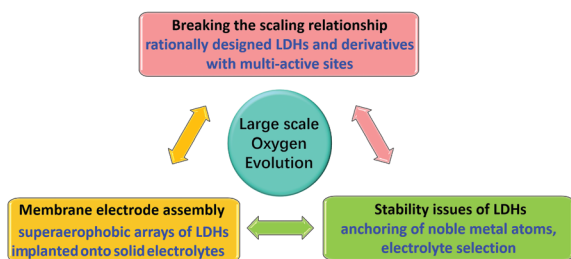 Breaking the scaling relationship
rationally designed LDHs and derivatives
with multi-active sites
Large scale
Oxygen
Evolution
Membrane electrode assembly
superaerophobic arrays of LDHs
implanted onto solid electrolytes
Stability issues of LDHs
anchoring of noble metal atoms,
electrolyte selection